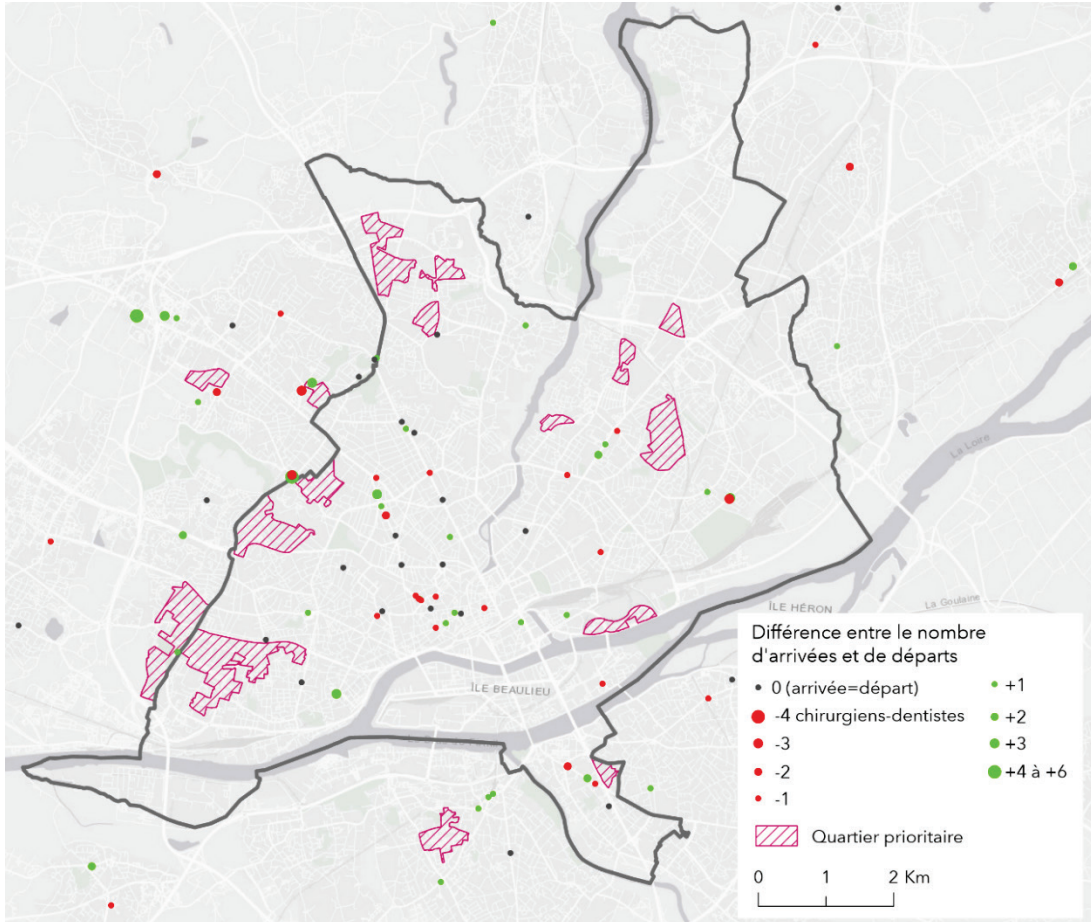 La Loire
ÎLE HÉRON
La Goulaine
ÎLE BEAULIEU
Différence entre le nombre
d'arrivées et de départs
0 (arrivée=départ)
-4 chirurgiens-dentistes
-3
-2
-1
+1
+2
+3
+4 à +6
Quartier prioritaire
0 1 2 Km